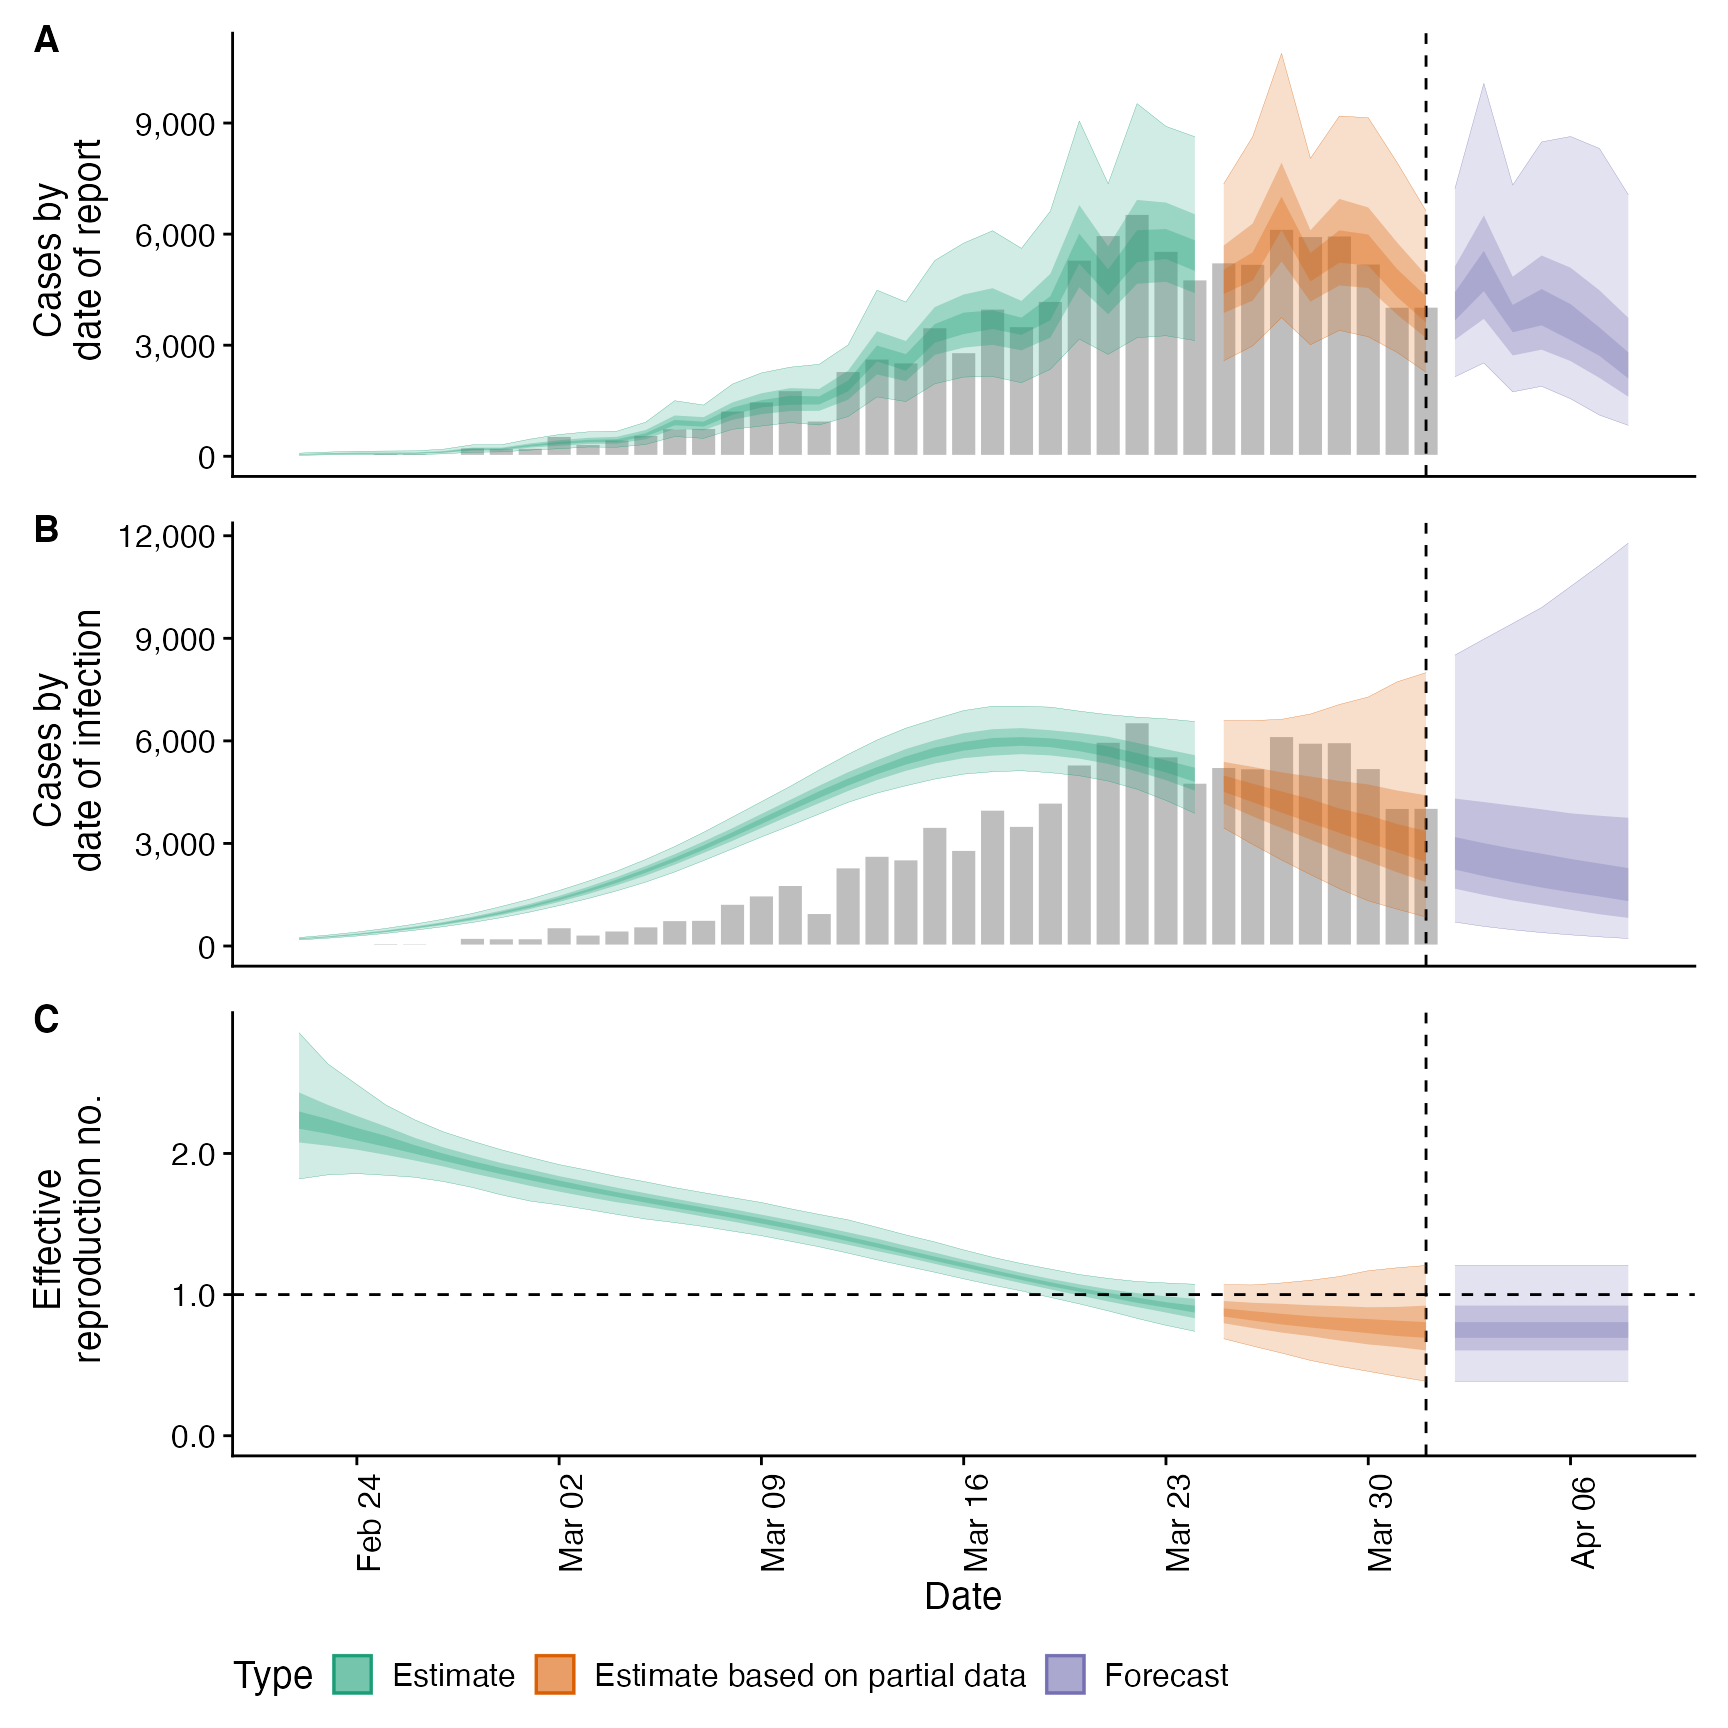 A
Cases by
date of report
9,000
6,000
3,000
0
B
Cases by
date of infection
12,000
9,000
6,000
3,000
0
C
Effective
reproduction no.
2.0
1.0
0.0
Feb 24
Mar 02
Mar 09
Mar 16
Mar 23
Mar 30
Apr 06
Date
Type Estimate Estimate based on partial data Forecast